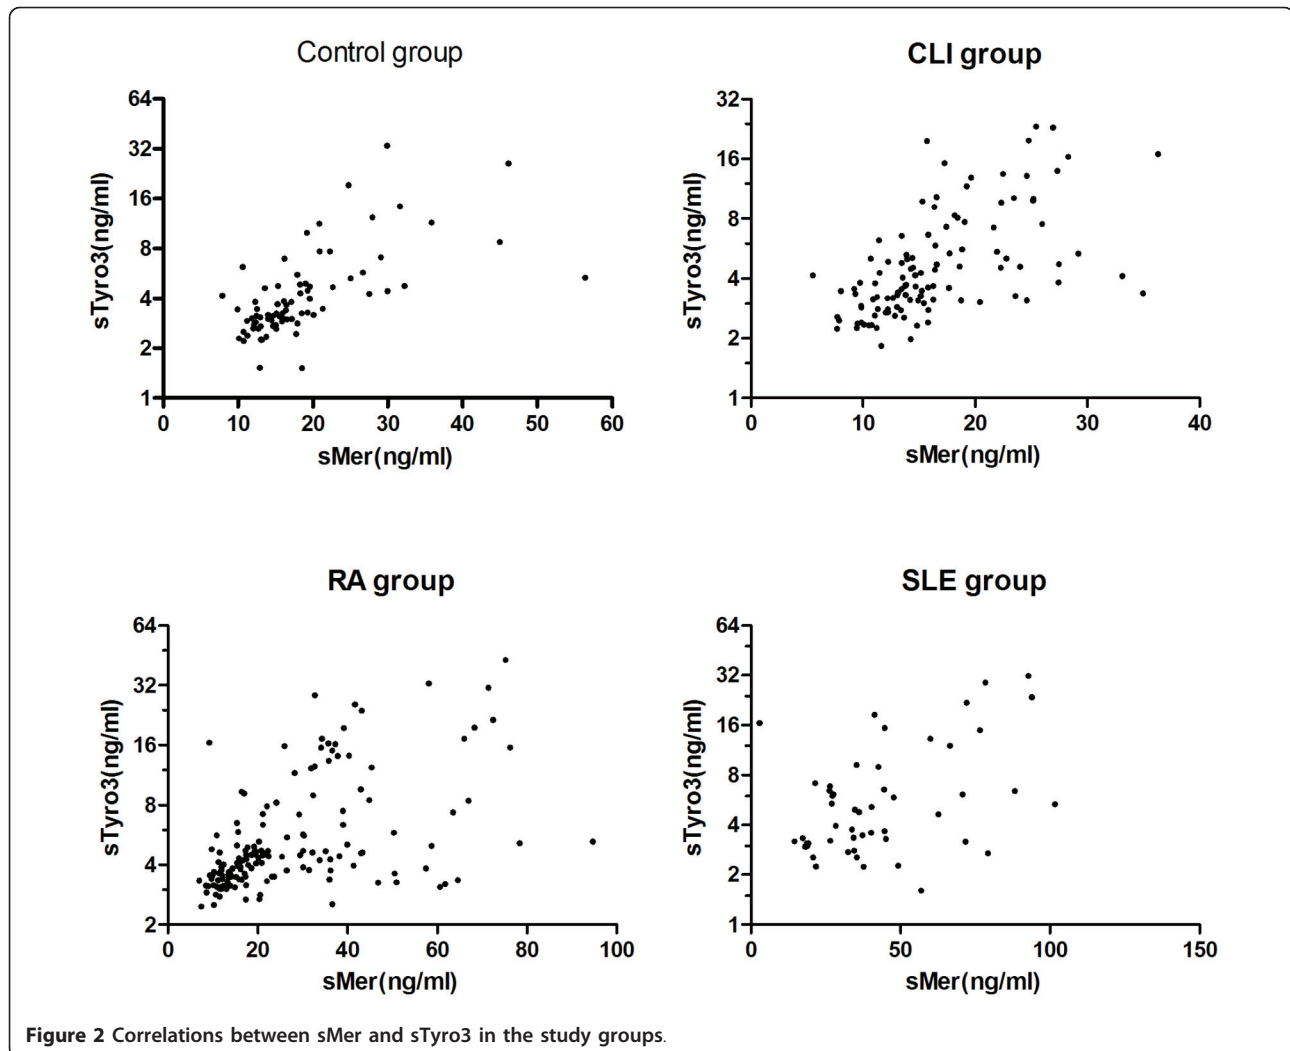 Control group
64
32
16
8
4
2
1
sTyro3(ng/ml)
0 10 20 30 40 50 60
sMer(ng/ml)
CLI group
32
16
8
4
2
1
sTyro3(ng/ml)
0 10 20 30 40
sMer(ng/ml)
RA group
64
32
16
8
4
2
sTyro3(ng/ml)
0 20 40 60 80 100
sMer(ng/ml)
SLE group
64
32
16
8
4
2
1
sTyro3(ng/ml)
0 50 100 150
sMer(ng/ml)
Figure 2 Correlations between sMer and sTyro3 in the study groups.